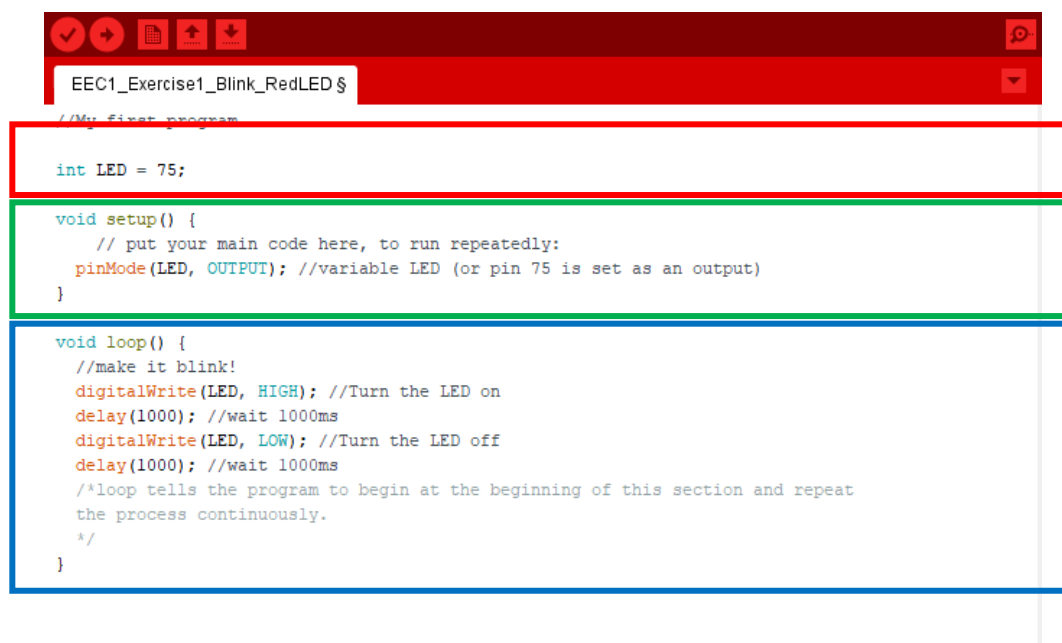 EEC1_Exercise1_Blink_RedLED §
//My first program
int LED = 75;
void setup() {
// put your main code here, to run repeatedly:
pinMode(LED, OUTPUT); //variable LED (or pin 75 is set as an output)
}
void loop() {
//make it blink!
digitalWrite(LED, HIGH); //Turn the LED on
delay(1000); //wait 1000ms
digitalWrite(LED, LOW); //Turn the LED off
delay(1000); //wait 1000ms
/*loop tells the program to begin at the beginning of this section and repeat
the process continuously.
*/
}